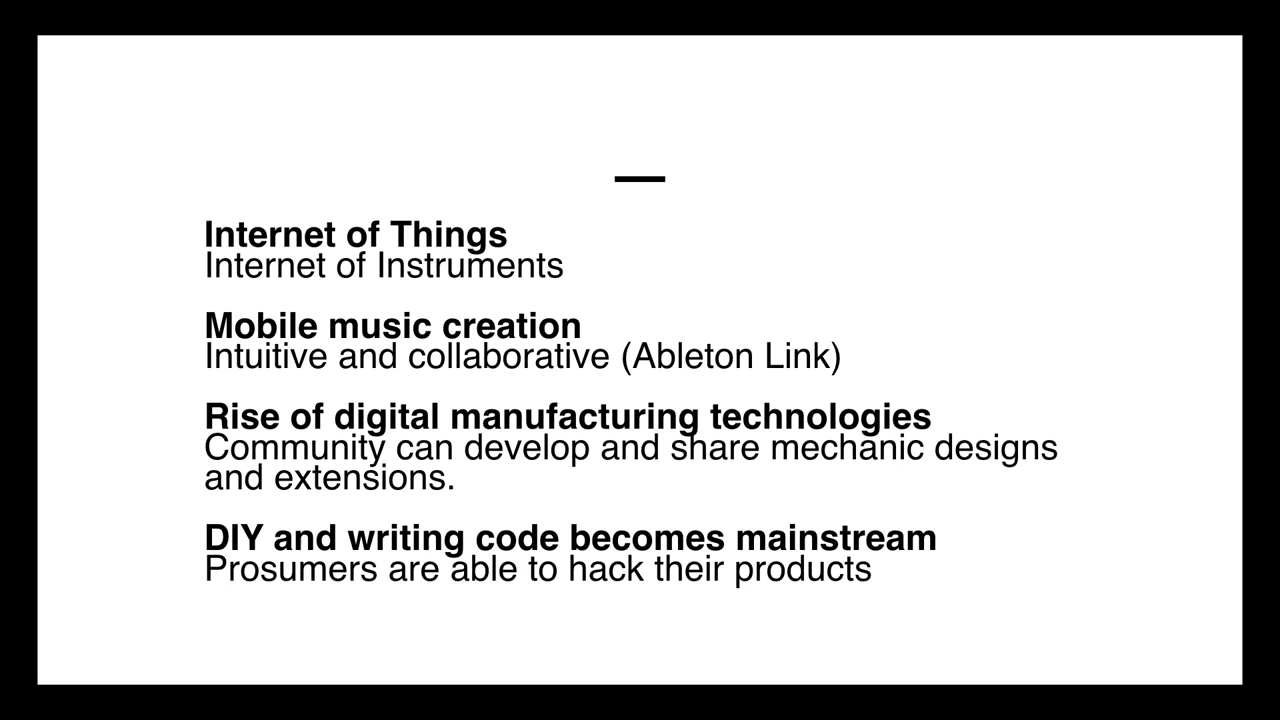 Internet of Things
Internet of Instruments
Mobile music creation
Intuitive and collaborative (Ableton Link)
Rise of digital manufacturing technologies
Community can develop and share mechanic designs
and extensions.
DIY and writing code becomes mainstream
Prosumers are able to hack their products